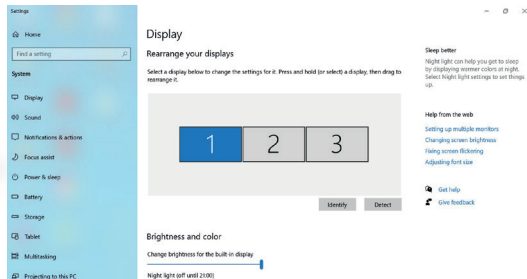 Settings
Home
Find a setting
System
Display
Sound
Notifications & actions
Focus assist
Power & sleep
Battery
Storage
Tablet
Multitasking
Projecting to this PC
Display
Rearrange your displays
Select a display below to change the settings for it. Press and hold (or select) a display, then drag to
rearrange it.
1 2 3
Identify Detect
Brightness and color
Change brightness for the built-in display
Night light (off until 21:00)
Sleep better
Night light can help you get to sleep
by displaying warmer colors at night.
Select Night light settings to set things
up.
Help from the web
Setting up multiple monitors
Changing screen brightness
Fixing screen flickering
Adjusting font size
Get help
Give feedback